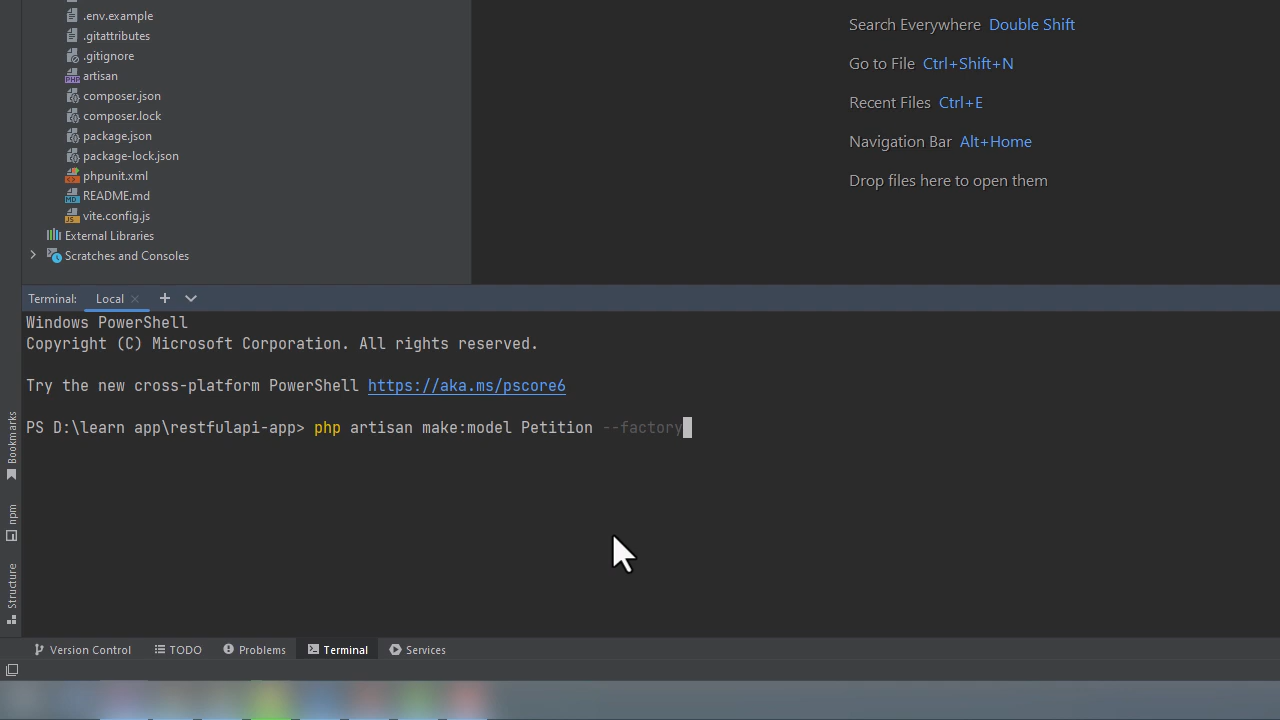 .env.example
.gitattributes
.gitignore
artisan
composer.json
composer.lock
package.json
package-lock.json
phpunit.xml
README.md
vite.config.js
External Libraries
Scratches and Consoles
Search Everywhere Double Shift
Go to File Ctrl+Shift+N
Recent Files Ctrl+E
Navigation Bar Alt+Home
Drop files here to open them
Terminal: Local
Windows PowerShell
Copyright (C) Microsoft Corporation. All rights reserved.
Try the new cross-platform PowerShell https://aka.ms/pscore6
PS D:\learn app\restfulapi-app> php artisan make:model Petition --factory
Bookmarks
npm
Structure
Version Control TODO Problems Terminal Services